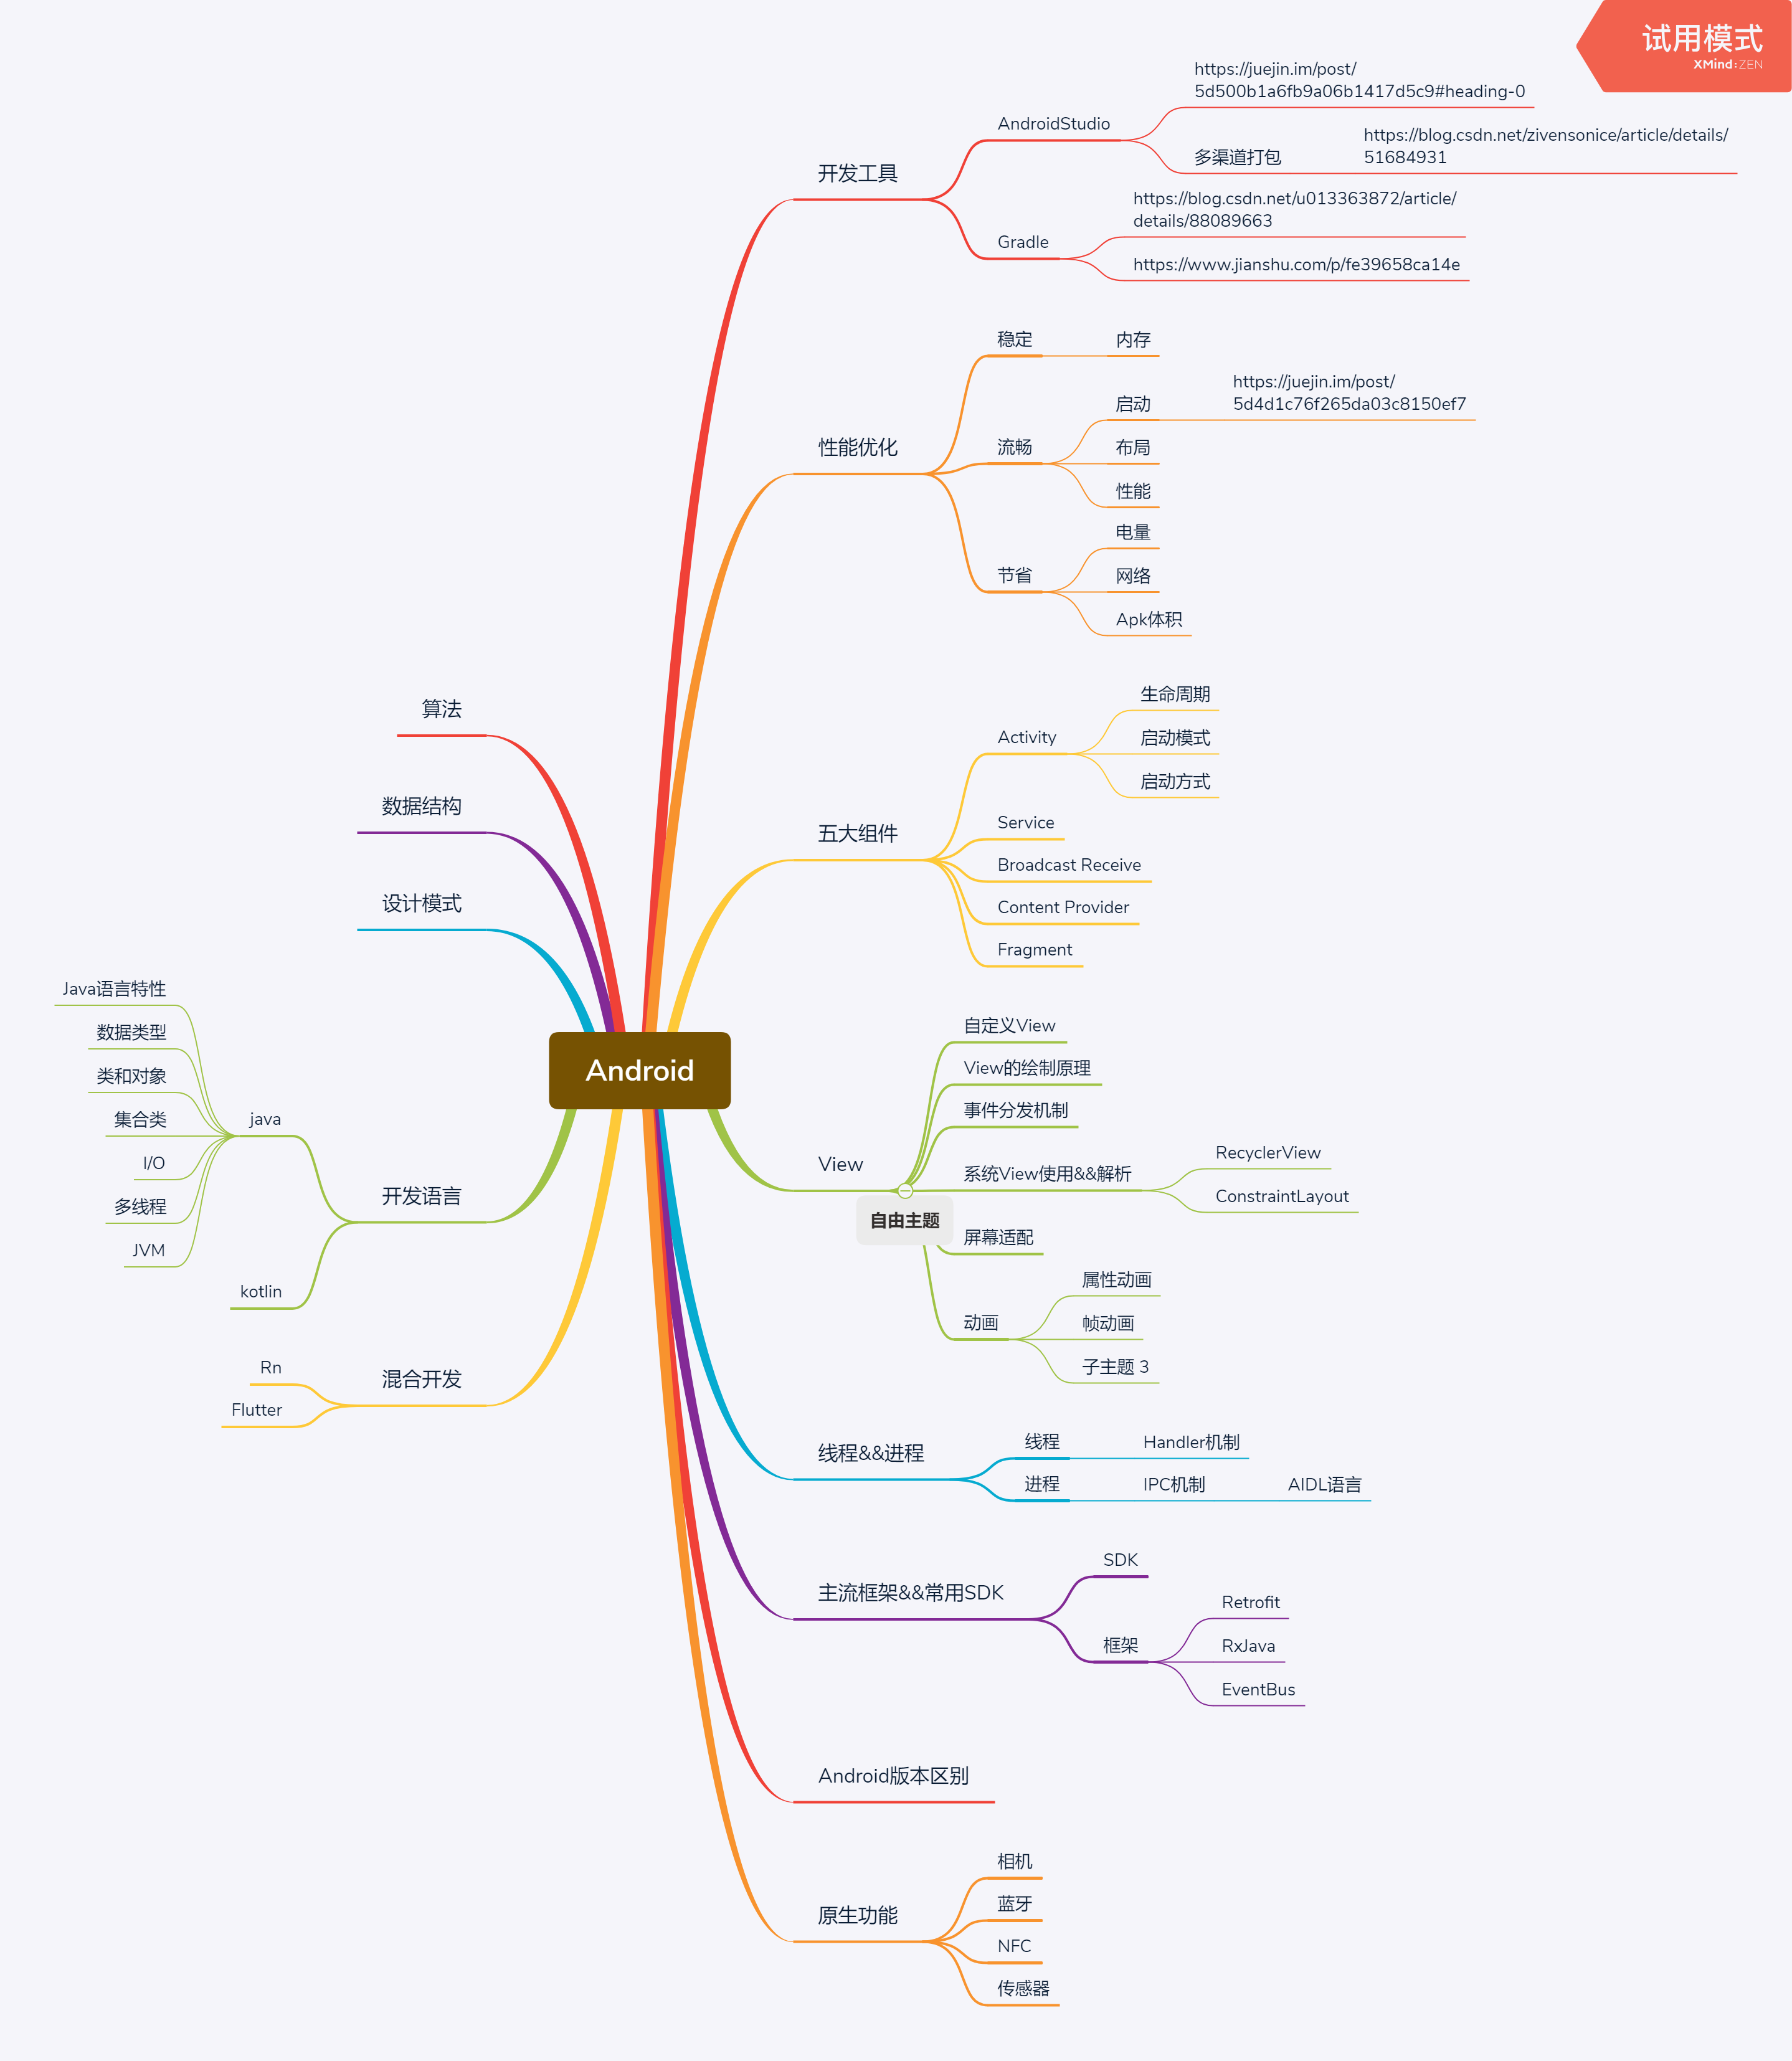 试用模式
XMind:ZEN
https://juejin.im/post/
5d500b1a6fb9a06b1417d5c9#heading-0
AndroidStudio
多渠道打包
https://blog.csdn.net/zivensonice/article/details/
51684931
开发工具
https://blog.csdn.net/u013363872/article/
details/88089663
Gradle
https://www.jianshu.com/p/fe39658ca14e
稳定
内存
https://juejin.im/post/
5d4d1c76f265da03c8150ef7
启动
性能优化
流畅
布局
性能
电量
节省
网络
Apk体积
生命周期
Activity
启动模式
启动方式
五大组件
Service
Broadcast Receive
Content Provider
Fragment
自定义View
View的绘制原理
事件分发机制
View
系统View使用&&解析
RecyclerView
ConstraintLayout
自由主题
屏幕适配
属性动画
动画
帧动画
子主题 3
线程&&进程
线程
Handler机制
进程
IPC机制
AIDL语言
SDK
主流框架&&常用SDK
Retrofit
框架
RxJava
EventBus
Android版本区别
相机
原生功能
蓝牙
NFC
传感器
Android
算法
数据结构
设计模式
Java语言特性
数据类型
类和对象
java
集合类
I/O
开发语言
多线程
JVM
kotlin
Rn
混合开发
Flutter